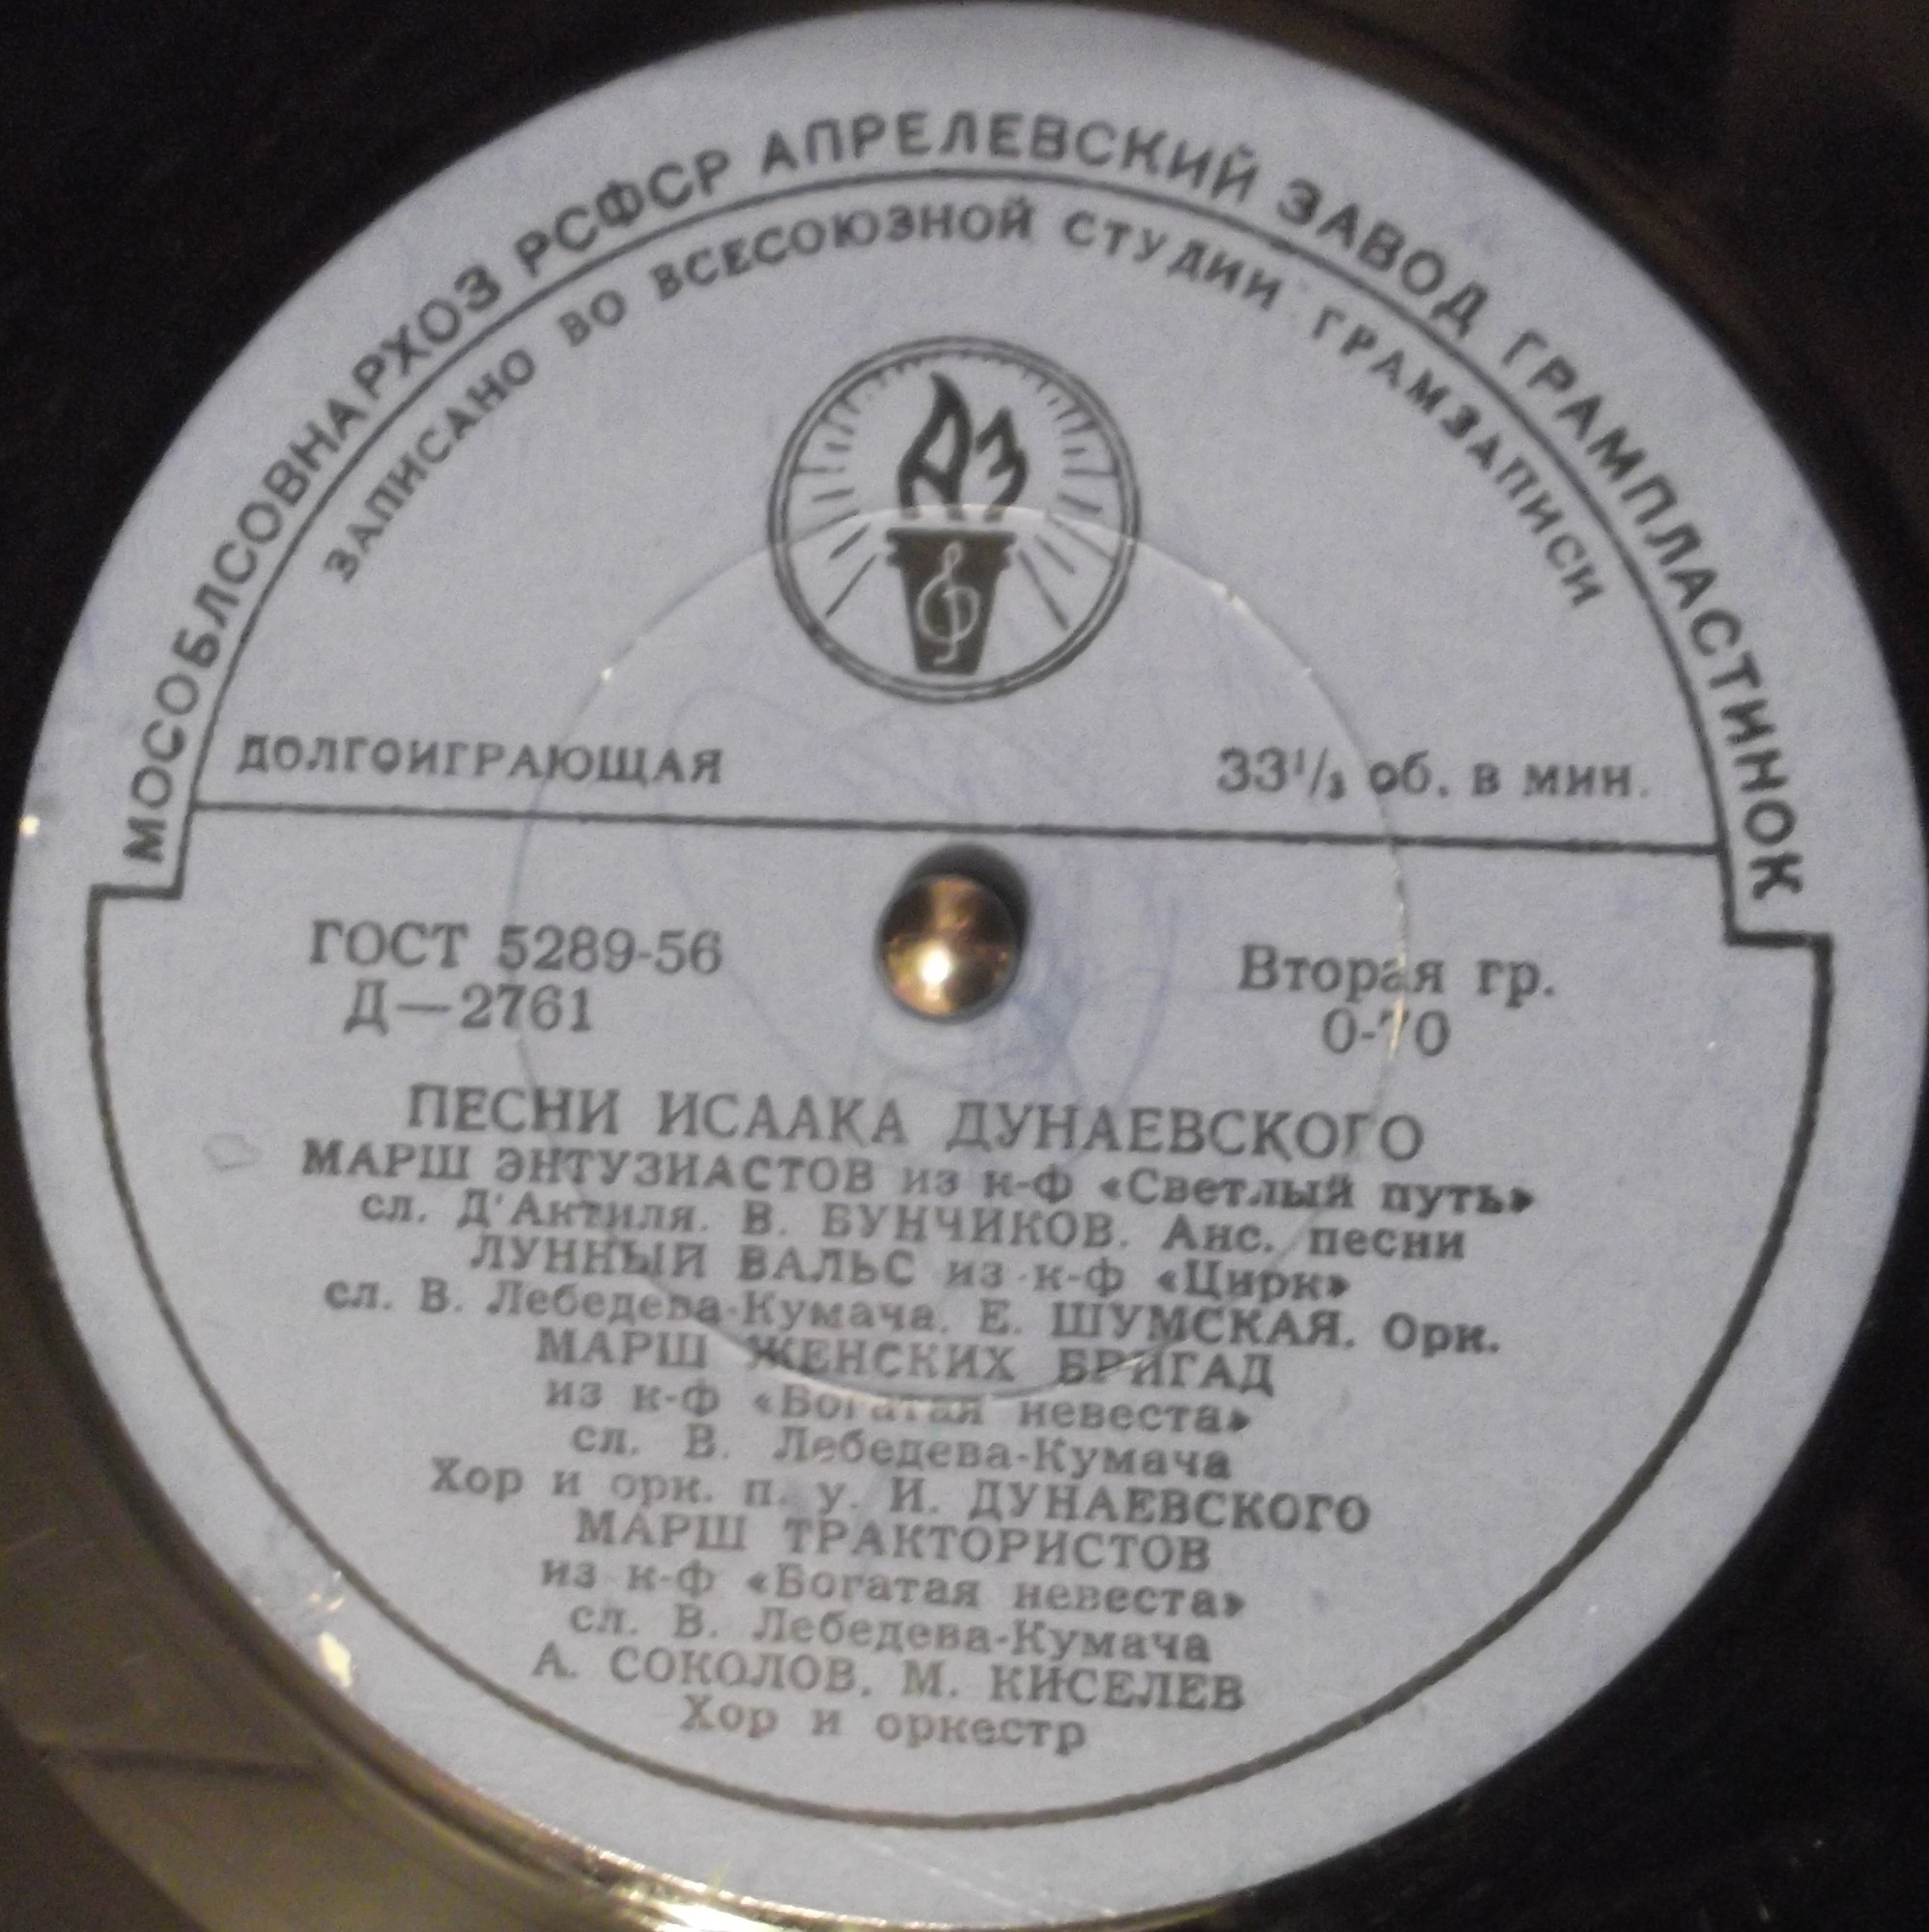 МОСОБЛСОВНАРХОЗ РСФСР АПРЕЛЕВСКИЙ ЗАВОД ГРАМПЛАСТИНОК
ЗАПИСАНО ВО ВСЕСОЮЗНОЙ СТУДИИ ГРАМЗАПИСИ
АЗ
ДОЛГОИГРАЮЩАЯ 33⅓ об. в мин.
ГОСТ 5289-56 Вторая гр.
Д—2761 0-70
ПЕСНИ ИСААКА ДУНАЕВСКОГО
МАРШ ЭНТУЗИАСТОВ из к-ф «Светлый путь»
сл. Д'Актиля. В. БУНЧИКОВ. Анс. песни
ЛУННЫЙ ВАЛЬС из к-ф «Цирк»
сл. В. Лебедева-Кумача. Е. ШУМСКАЯ. Орк.
МАРШ ЖЕНСКИХ БРИГАД
из к-ф «Богатая невеста»
сл. В. Лебедева-Кумача
Хор и орк. п. у. И. ДУНАЕВСКОГО
МАРШ ТРАКТОРИСТОВ
из к-ф «Богатая невеста»
сл. В. Лебедева-Кумача
А. СОКОЛОВ. М. КИСЕЛЕВ
Хор и оркестр